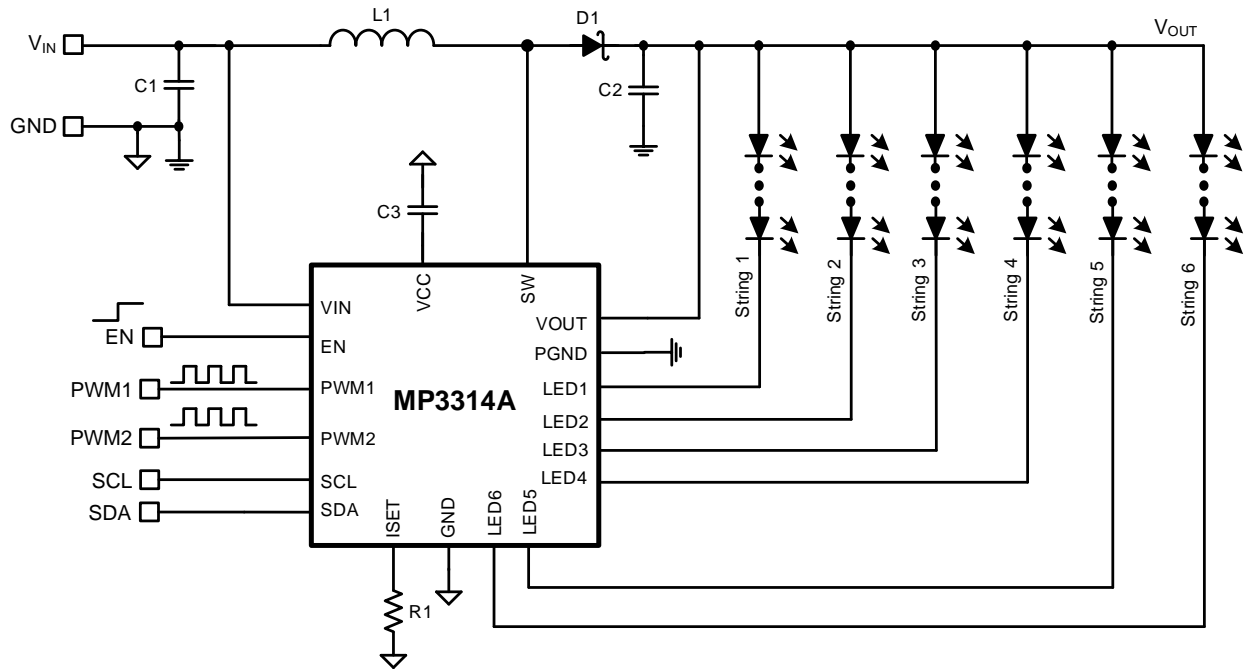 L1
D1
VIN
VOUT
C1
C2
GND
C3
String 1
String 2
String 3
String 4
String 5
String 6
VCC
SW
VIN
VOUT
EN
EN
PGND
PWM1
PWM1
LED1
MP3314A
LED2
PWM2
PWM2
LED3
LED4
SCL
SCL
SDA
SDA
ISET
GND
LED6
LED5
R1